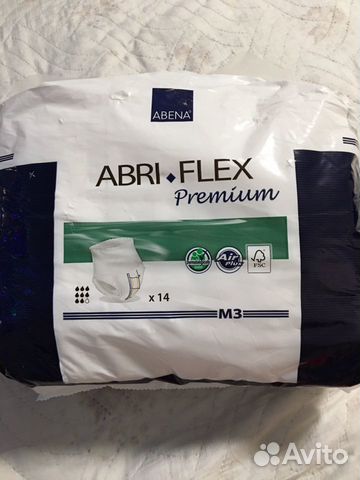 ABENA
ABRI•FLEX
Premium
Air Plus
FSC
x 14
M3
Avito